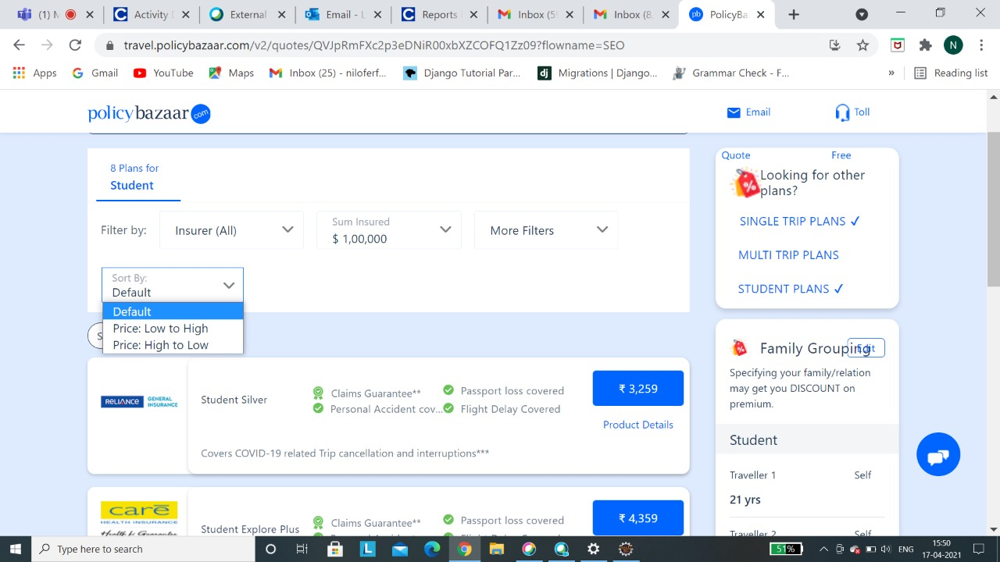 (1) M
Activity
External
Email - L
Reports
Inbox (5
Inbox (8
pb PolicyBa
travel.policybazaar.com/v2/quotes/QVJpRmFXc2p3eDNiR00xbXZCOFQ1Zz09?flowname=SEO
N
Apps
Gmail
YouTube
Maps
Inbox (25) - niloferf...
Django Tutorial Par...
dj Migrations | Django...
Grammar Check - F...
»
Reading list
policybazaar.com
Email
Toll
8 Plans for
Student
Filter by:
Insurer (All)
Sum Insured
$ 1,00,000
More Filters
Sort By:
Default
Default
Price: Low to High
Price: High to Low
S
RELIANCE GENERAL INSURANCE
Student Silver
Claims Guarantee**
Passport loss covered
Personal Accident cov...
Flight Delay Covered
₹ 3,259
Product Details
Covers COVID-19 related Trip cancellation and interruptions***
care
HEALTH INSURANCE
Student Explore Plus
Claims Guarantee**
Passport loss covered
₹ 4,359
Quote
Free
Looking for other
plans?
SINGLE TRIP PLANS ✓
MULTI TRIP PLANS
STUDENT PLANS ✓
Family Grouping
Edit
Specifying your family/relation
may get you DISCOUNT on
premium.
Student
Traveller 1
Self
21 yrs
Traveller 2
Self
Type here to search
51%
ENG
15:50
17-04-2021